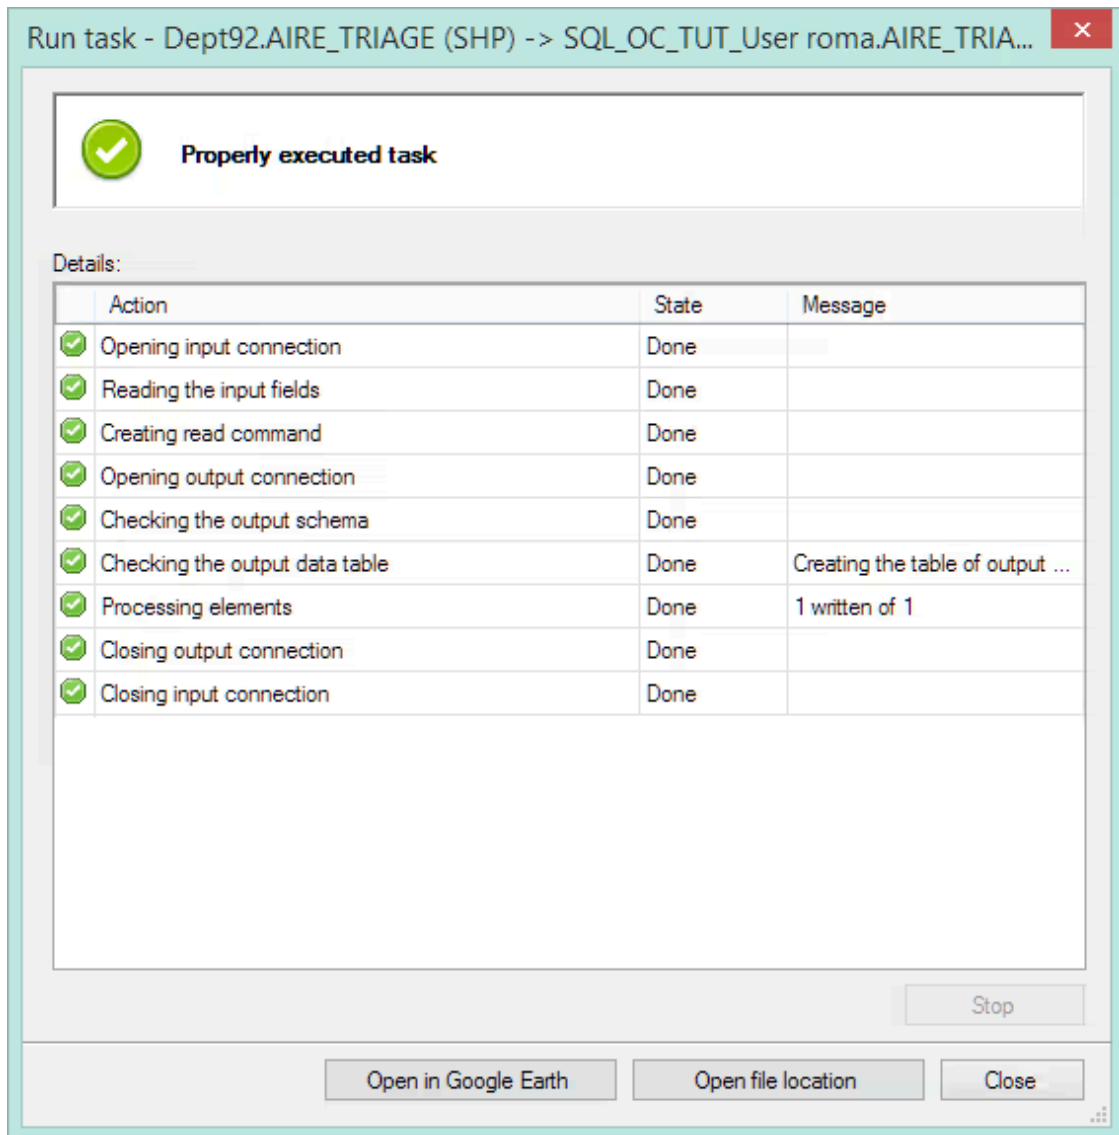 Run task - Dept92.AIRE_TRIAGE (SHP) -> SQL_OC_TUT_User roma.AIRE_TRIA...
Properly executed task
Details:
Action State Message
Opening input connection Done
Reading the input fields Done
Creating read command Done
Opening output connection Done
Checking the output schema Done
Checking the output data table Done Creating the table of output ...
Processing elements Done 1 written of 1
Closing output connection Done
Closing input connection Done
Stop
Open in Google Earth Open file location Close